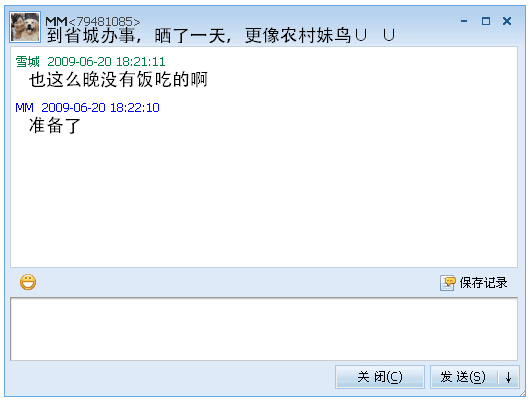 MM<79481085>
到省城办事，晒了一天，更像农村妹鸟U U
雪城 2009-06-20 18:21:11
也这么晚没有饭吃的啊
MM 2009-06-20 18:22:10
准备了
保存记录
关闭(C) 发送(S) ↓